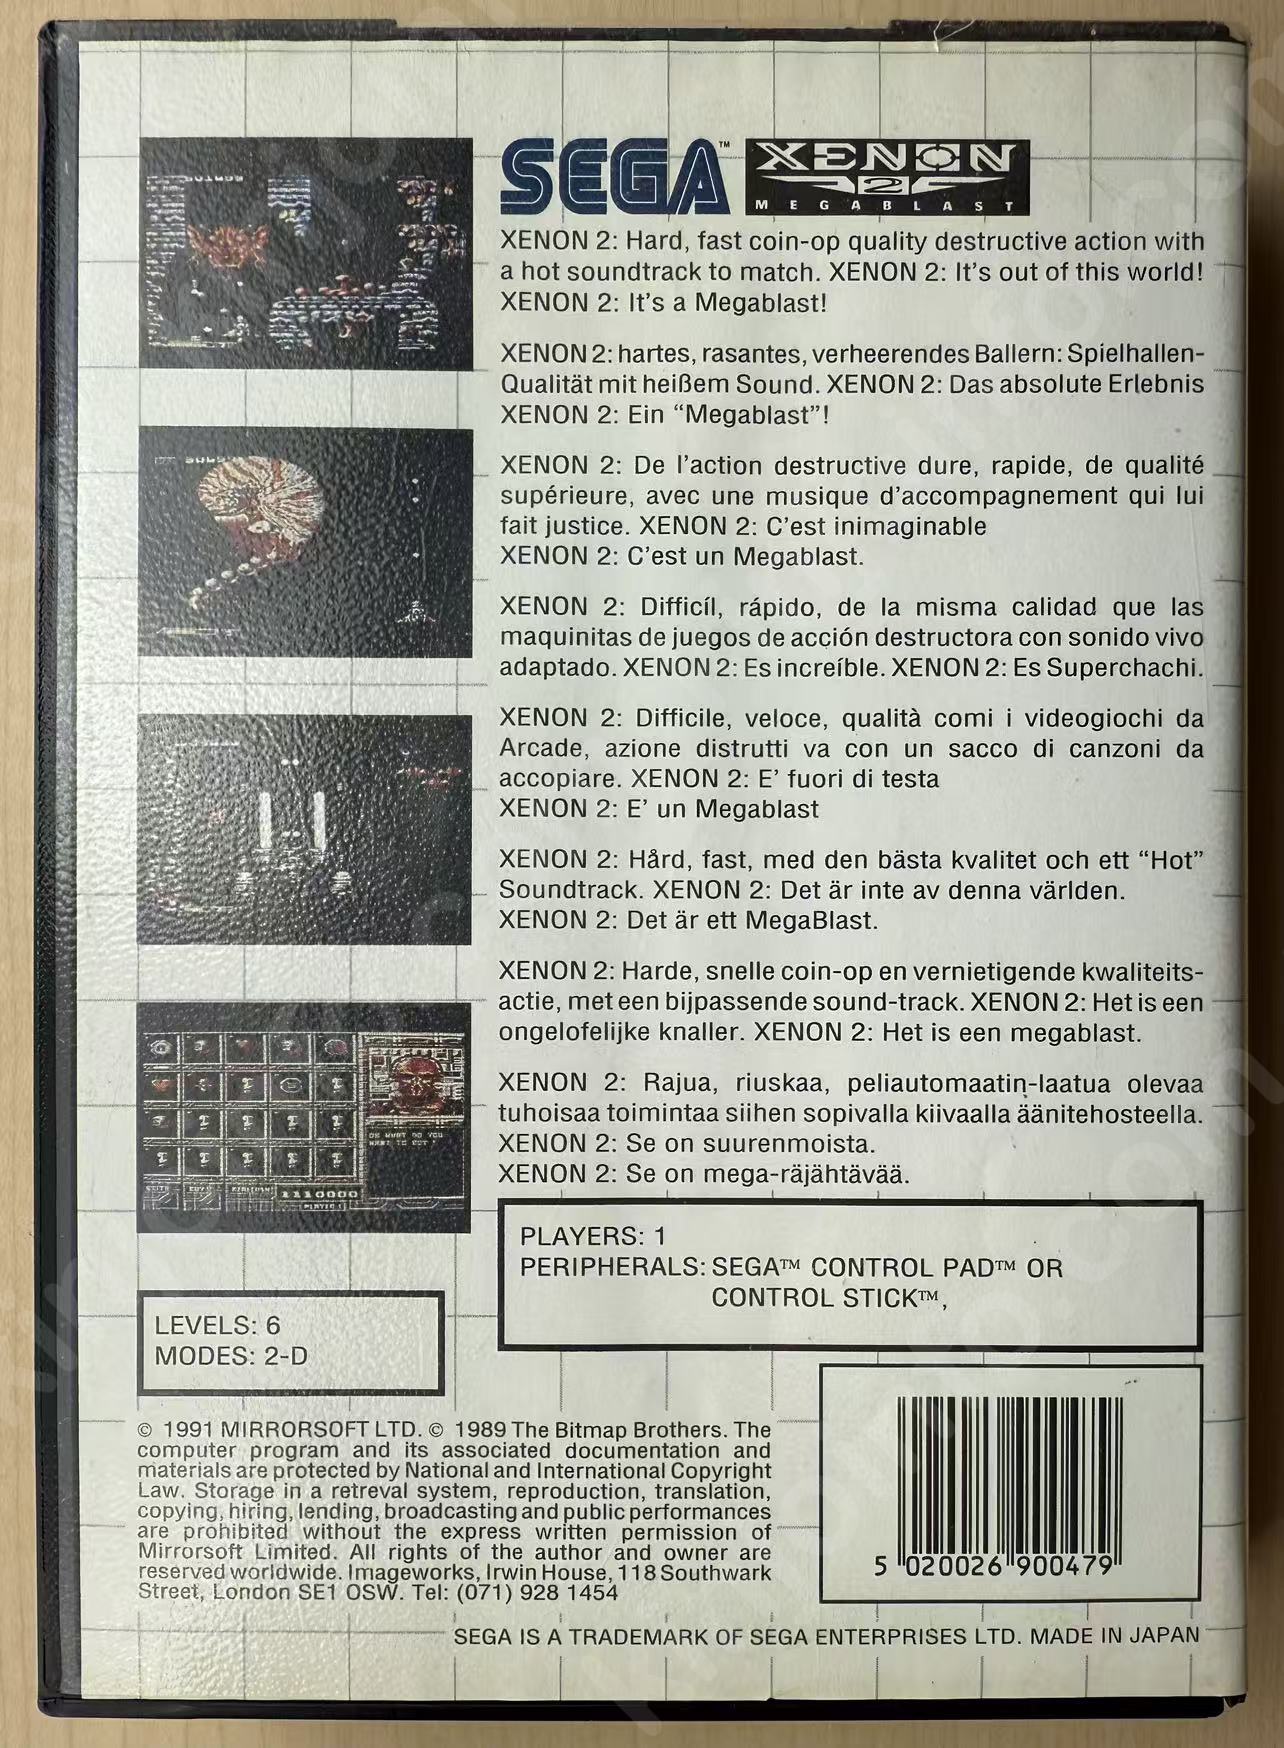 SEGA™
XENON
2
MEGABLAST
XENON 2: Hard, fast coin-op quality destructive action with
a hot soundtrack to match. XENON 2: It's out of this world!
XENON 2: It's a Megablast!
XENON 2: hartes, rasantes, verheerendes Ballern: Spielhallen-
Qualität mit heißem Sound. XENON 2: Das absolute Erlebnis
XENON 2: Ein “Megablast”!
XENON 2: De l'action destructive dure, rapide, de qualité
supérieure, avec une musique d'accompagnement qui lui
fait justice. XENON 2: C'est inimaginable
XENON 2: C'est un Megablast.
XENON 2: Difficíl, rápido, de la misma calidad que las
maquinitas de juegos de acción destructora con sonido vivo
adaptado. XENON 2: Es increíble. XENON 2: Es Superchachi.
XENON 2: Difficile, veloce, qualità comi i videogiochi da
Arcade, azione distrutti va con un sacco di canzoni da
accopiare. XENON 2: E' fuori di testa
XENON 2: E' un Megablast
XENON 2: Hård, fast, med den bästa kvalitet och ett “Hot”
Soundtrack. XENON 2: Det är inte av denna världen.
XENON 2: Det är ett MegaBlast.
XENON 2: Harde, snelle coin-op en vernietigende kwaliteits-
actie, met een bijpassende sound-track. XENON 2: Het is een
ongelofelijke knaller. XENON 2: Het is een megablast.
XENON 2: Rajua, riuskaa, peliautomaatin-laatua olevaa
tuhoisaa toimintaa siihen sopivalla kiivaalla äänitehosteella.
XENON 2: Se on suurenmoista.
XENON 2: Se on mega-räjähtävää.
OK WHAT DO YOU
WANT TO
1110000
PLAYER 1
PLAYERS: 1
PERIPHERALS: SEGA™ CONTROL PAD™ OR
CONTROL STICK™,
LEVELS: 6
MODES: 2-D
© 1991 MIRRORSOFT LTD. © 1989 The Bitmap Brothers. The
computer program and its associated documentation and
materials are protected by National and International Copyright
Law. Storage in a retreval system, reproduction, translation,
copying, hiring, lending, broadcasting and public performances
are prohibited without the express written permission of
Mirrorsoft Limited. All rights of the author and owner are
reserved worldwide. Imageworks, Irwin House, 118 Southwark
Street, London SE1 OSW. Tel: (071) 928 1454
5 020026 900479
SEGA IS A TRADEMARK OF SEGA ENTERPRISES LTD. MADE IN JAPAN